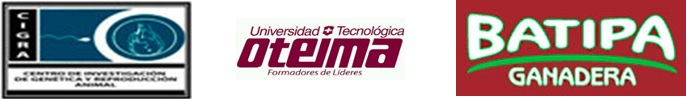 CIGRA
CENTRO DE INVESTIGACIÓN
DE GENÉTICA Y REPRODUCCIÓN
ANIMAL
Universidad Tecnológica
oteima
Formadores de Líderes
BATIPA
GANADERA